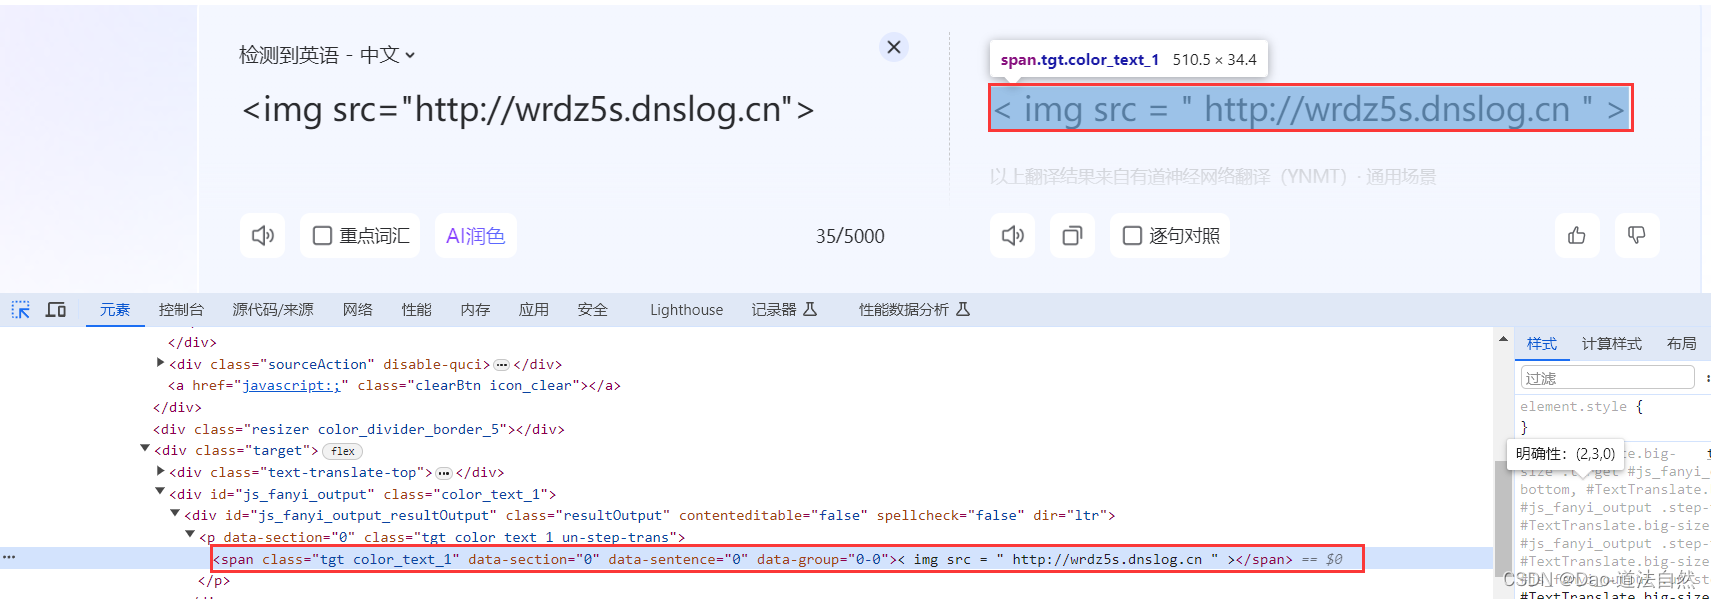 检测到英语 - 中文
<img src="http://wrdz5s.dnslog.cn">
span.tgt.color_text_1 510.5 × 34.4
< img src = " http://wrdz5s.dnslog.cn " >
以上翻译结果来自有道神经网络翻译（YNMT）· 通用场景
重点词汇
AI润色
35/5000
逐句对照
元素 控制台 源代码/来源 网络 性能 内存 应用 安全 Lighthouse 记录器 性能数据分析
</div>
<div class="sourceAction" disable-quci>…</div>
<a href="javascript:;" class="clearBtn icon_clear"></a>
</div>
<div class="resizer color_divider_border_5"></div>
<div class="target"> flex
<div class="text-translate-top">…</div>
<div id="js_fanyi_output" class="color_text_1">
<div id="js_fanyi_output_resultOutput" class="resultOutput" contenteditable="false" spellcheck="false" dir="ltr">
<p data-section="0" class="tgt color_text_1 un-step-trans">
… <span class="tgt color_text_1" data-section="0" data-sentence="0" data-group="0-0">< img src = " http://wrdz5s.dnslog.cn " ></span> == $0
</p>
样式 计算样式 布局
过滤
element.style {
}
明确性：(2,3,0)
.big-
#js_fanyi_o
bottom, #TextTranslate.
#js_fanyi_output .step-
#TextTranslate.big-size
#js_fanyi_output .step-
#TextTranslate.big-size
#TextTranslate.big-size
CSDN @Dao-道法自然